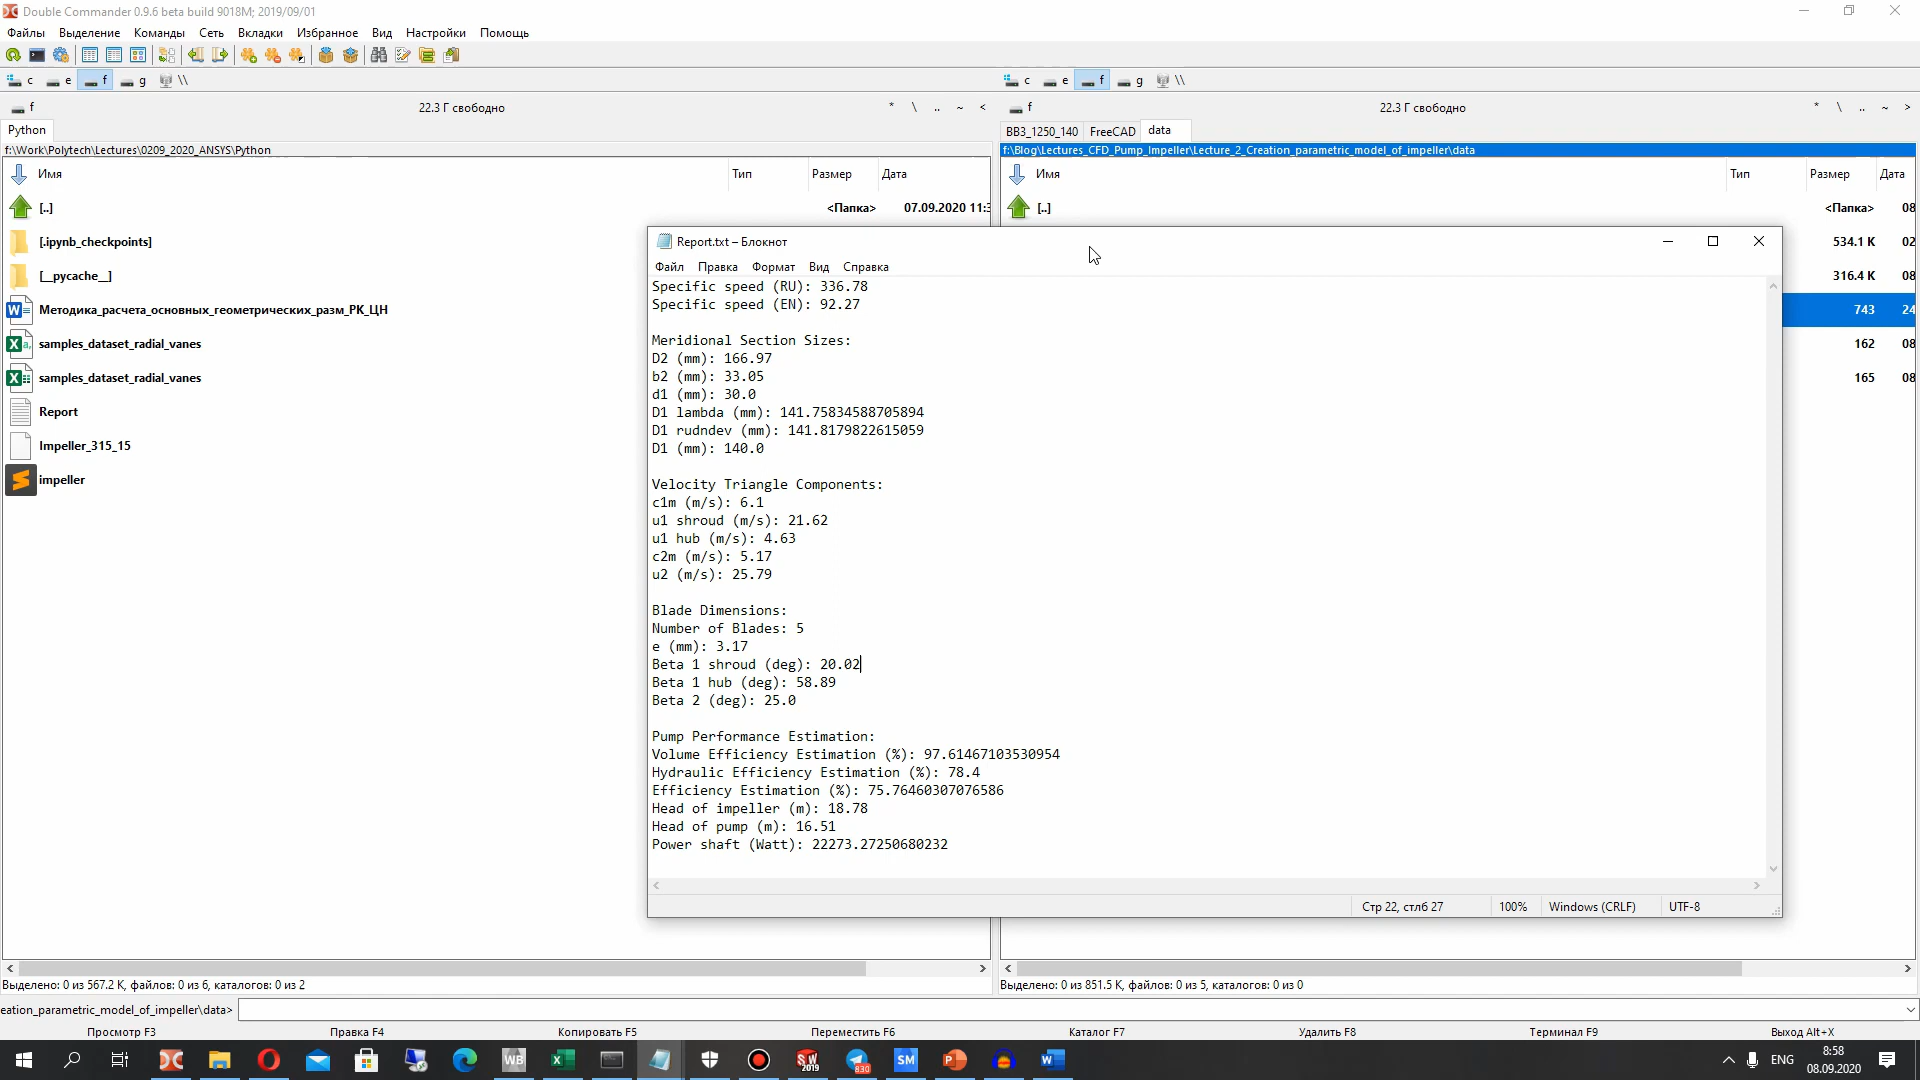 Double Commander 0.9.6 beta build 9018M; 2019/09/01
Файлы Выделение Команды Сеть Вкладки Избранное Вид Настройки Помощь
c e f g \\
c e f g \\
f 22.3 Г свободно * \ .. ~ <
f 22.3 Г свободно * \ .. ~ >
Python
BB3_1250_140 FreeCAD data
f:\Work\Polytech\Lectures\0209_2020_ANSYS\Python
f:\Blog\Lectures_CFD_Pump_Impeller\Lecture_2_Creation_parametric_model_of_impeller\data
Имя Тип Размер Дата
Имя Тип Размер Дата
[..] <Папка> 07.09.2020 11:3
[..] <Папка> 08
[.ipynb_checkpoints]
534.1 K 02
[__pycache__]
316.4 K 08
Методика_расчета_основных_геометрических_разм_РК_ЦН
743 24
samples_dataset_radial_vanes
162 08
samples_dataset_radial_vanes
165 08
Report
Impeller_315_15
impeller
Report.txt – Блокнот
Файл Правка Формат Вид Справка
Specific speed (RU): 336.78
Specific speed (EN): 92.27
Meridional Section Sizes:
D2 (mm): 166.97
b2 (mm): 33.05
d1 (mm): 30.0
D1 lambda (mm): 141.75834588705894
D1 rudndev (mm): 141.8179822615059
D1 (mm): 140.0
Velocity Triangle Components:
c1m (m/s): 6.1
u1 shroud (m/s): 21.62
u1 hub (m/s): 4.63
c2m (m/s): 5.17
u2 (m/s): 25.79
Blade Dimensions:
Number of Blades: 5
e (mm): 3.17
Beta 1 shroud (deg): 20.02
Beta 1 hub (deg): 58.89
Beta 2 (deg): 25.0
Pump Performance Estimation:
Volume Efficiency Estimation (%): 97.61467103530954
Hydraulic Efficiency Estimation (%): 78.4
Efficiency Estimation (%): 75.76460307076586
Head of impeller (m): 18.78
Head of pump (m): 16.51
Power shaft (Watt): 22273.27250680232
Стр 22, стлб 27 100% Windows (CRLF) UTF-8
Выделено: 0 из 567.2 K, файлов: 0 из 6, каталогов: 0 из 2
Выделено: 0 из 851.5 K, файлов: 0 из 5, каталогов: 0 из 0
eation_parametric_model_of_impeller\data>
Просмотр F3 Правка F4 Копировать F5 Переместить F6 Каталог F7 Удалить F8 Терминал F9 Выход Alt+X
WB SW 2019 830 SM ENG 8:58
08.09.2020